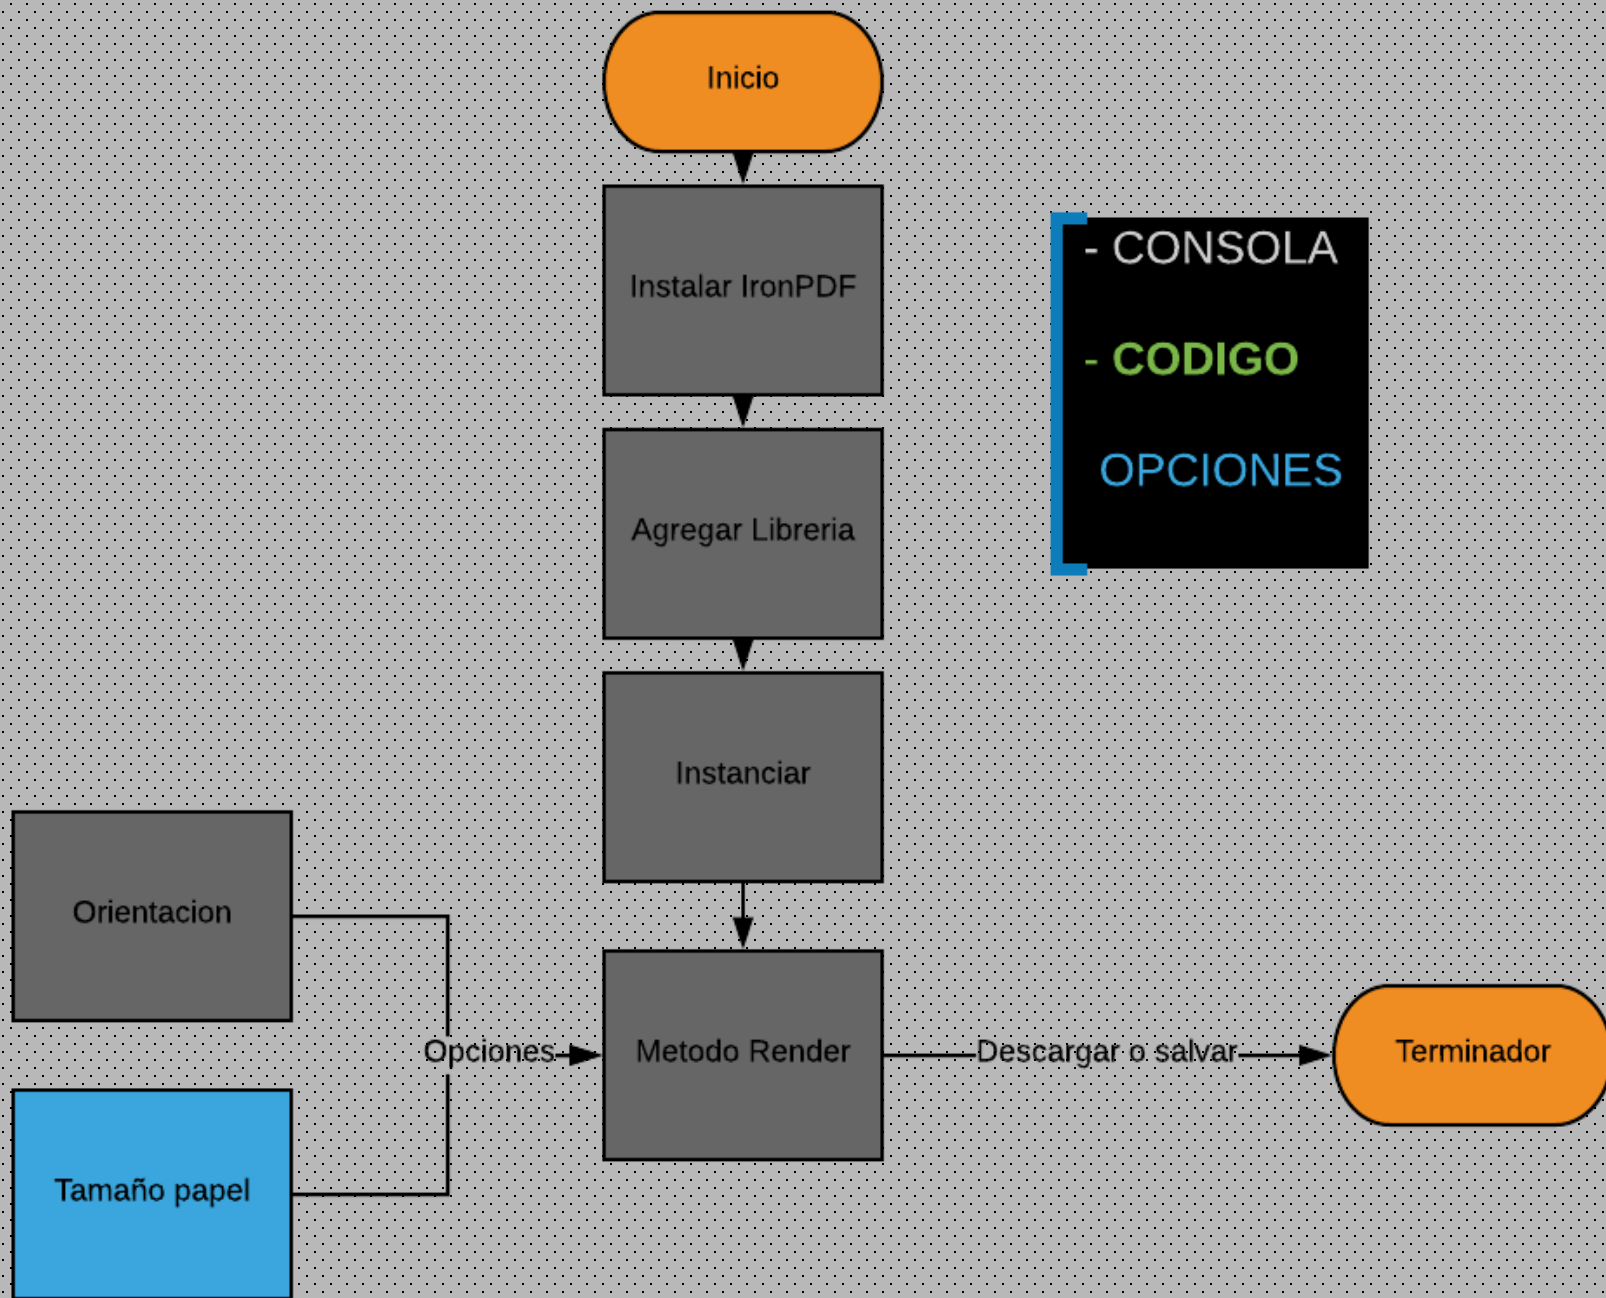 Inicio
Instalar IronPDF
- CONSOLA
- CODIGO
OPCIONES
Agregar Libreria
Instanciar
Orientacion
Opciones
Metodo Render
Descargar o salvar
Terminador
Tamaño papel